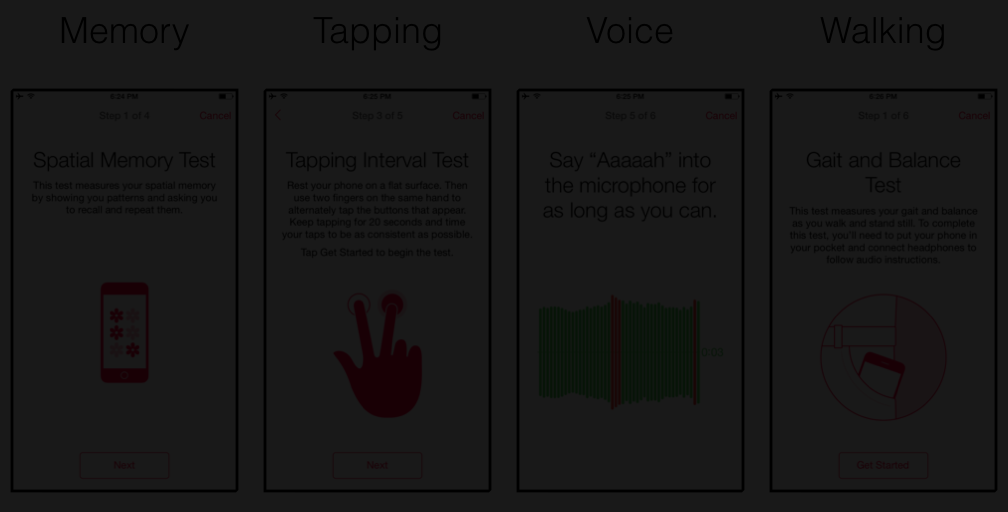 Memory
Tapping
Voice
Walking
6:34 PM
Step 1 of 4
Cancel
Spatial Memory Test
This test measures your spatial memory
by showing you patterns and asking you
to recall and repeat them.
Next
6:35 PM
Step 3 of 5
Cancel
Tapping Interval Test
Rest your phone on a flat surface. Then
use two fingers on the same hand to
alternately tap the buttons that appear.
Keep tapping for 20 seconds and time
your taps to be as consistent as possible.
Tap Get Started to begin the test.
Next
Step 5 of 6
Cancel
Say “Aaaaah” into
the microphone for
as long as you can.
6:36 PM
Step 1 of 6
Cancel
Gait and Balance
Test
This test measures your gait and balance
as you walk and stand still. To complete
this test, you’ll need to put your phone in
your pocket and connect headphones to
follow audio instructions.
Get Started